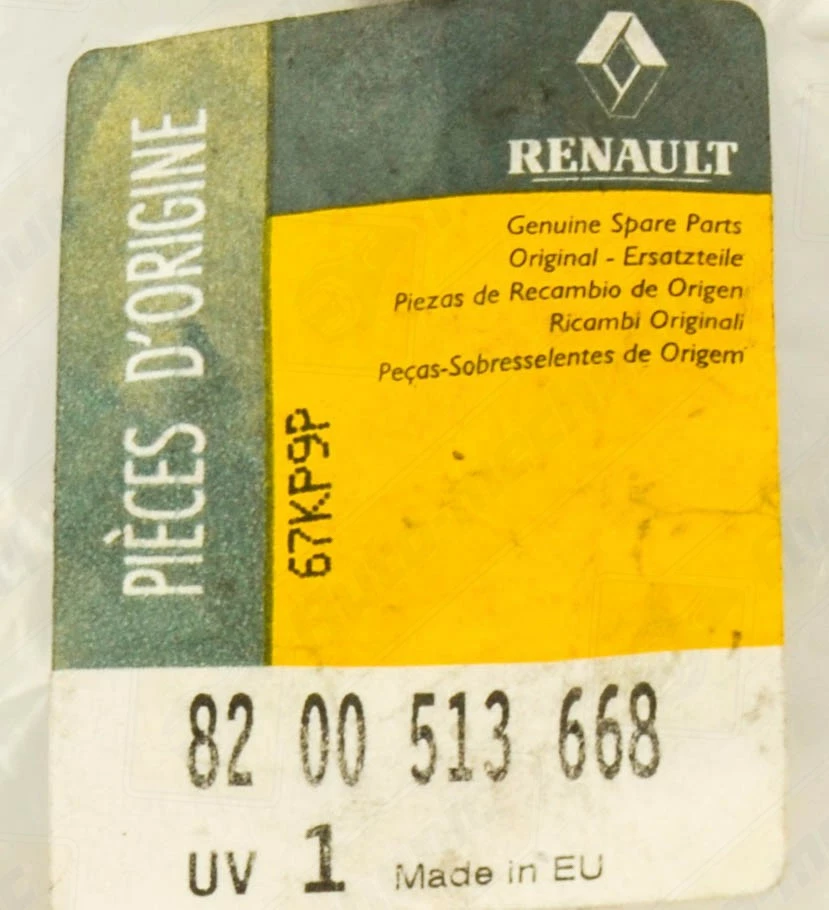 PIÈCES D'ORIGINE
RENAULT
Genuine Spare Parts
Original - Ersatzteile
Piezas de Recambio de Origen
Ricambi Originali
Peças-Sobresselentes de Origem
67KP9P
82 00 513 668
UV 1 Made in EU